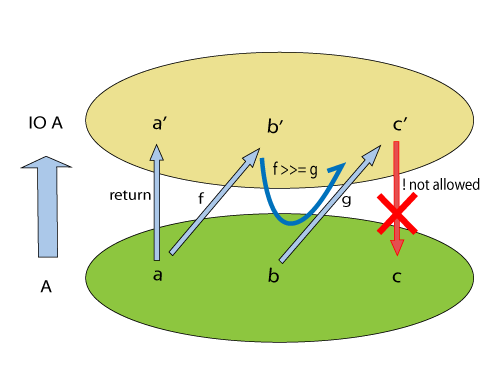 IO A
a′
b′
c′
f >>= g
return
f
g
! not allowed
A
a
b
c